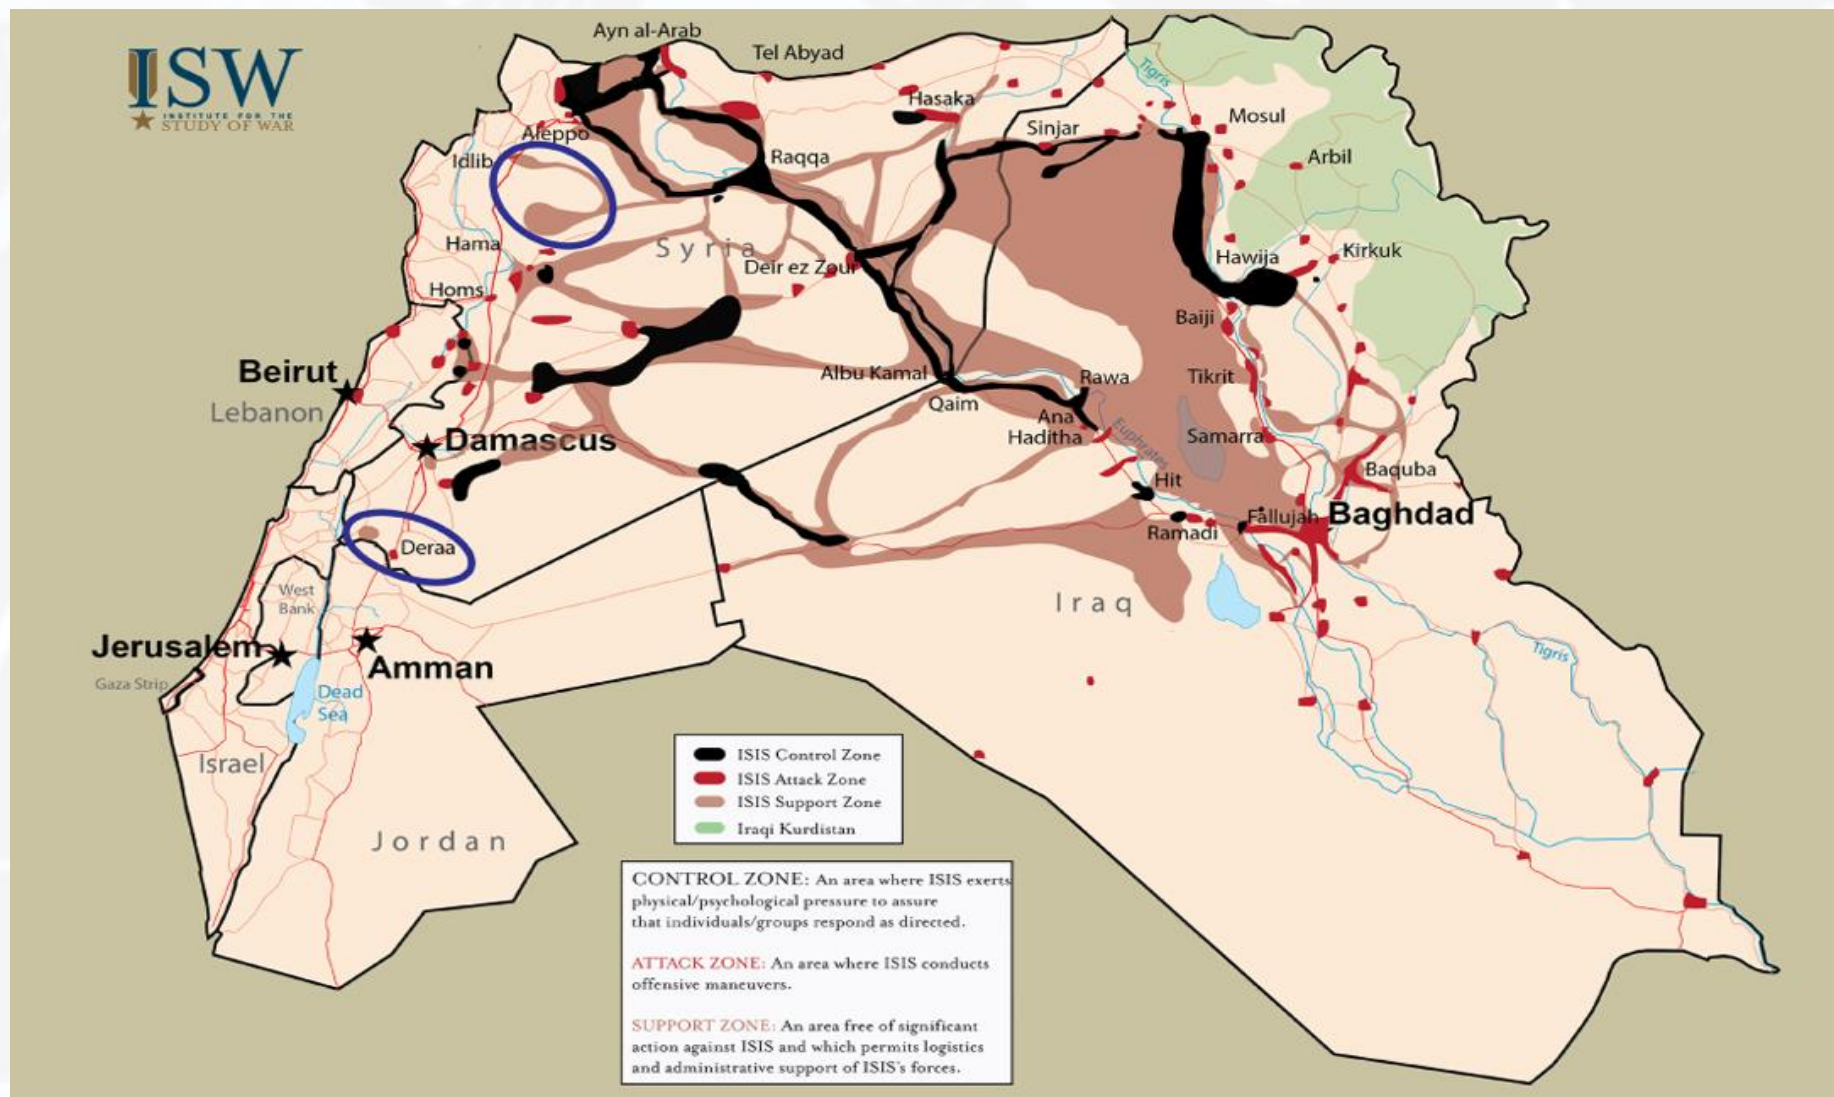 ISW
INSTITUTE FOR THE
STUDY OF WAR
Ayn al-Arab
Tel Abyad
Tigris
Hasaka
Mosul
Aleppo
Sinjar
Idlib
Raqqa
Arbil
Hama
Syria
Hawija
Kirkuk
Deir ez Zour
Homs
Baiji
Beirut
Albu Kamal
Rawa
Tikrit
Lebanon
Qaim
Ana
Haditha
Euphrates
Samarra
Damascus
Baquba
Hit
Fallujah
Baghdad
Ramadi
Deraa
West
Bank
Iraq
Jerusalem
Amman
Tigris
Gaza Strip
Dead
Sea
Israel
Jordan
ISIS Control Zone
ISIS Attack Zone
ISIS Support Zone
Iraqi Kurdistan
CONTROL ZONE: An area where ISIS exerts
physical/psychological pressure to assure
that individuals/groups respond as directed.
ATTACK ZONE: An area where ISIS conducts
offensive maneuvers.
SUPPORT ZONE: An area free of significant
action against ISIS and which permits logistics
and administrative support of ISIS's forces.